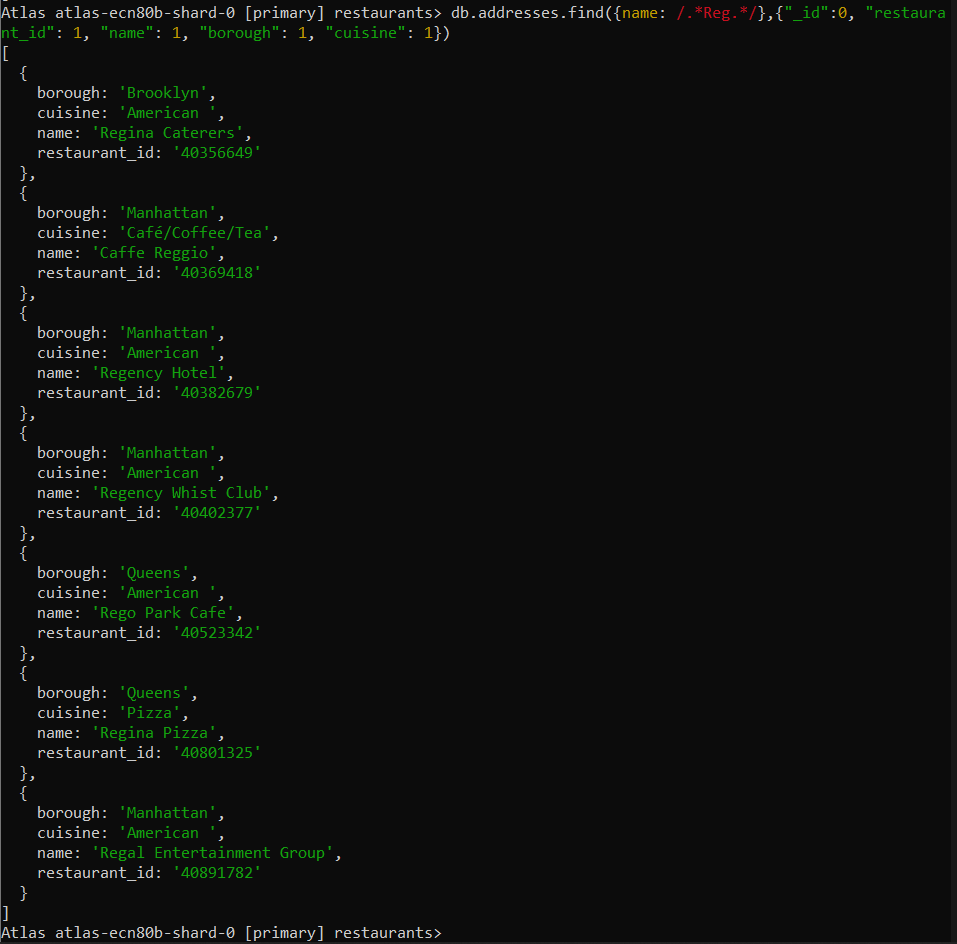 Atlas atlas-ecn80b-shard-0 [primary] restaurants> db.addresses.find({name: /.*Reg.*/},{"_id":0, "restaura
nt_id": 1, "name": 1, "borough": 1, "cuisine": 1})
[
  {
    borough: 'Brooklyn',
    cuisine: 'American ',
    name: 'Regina Caterers',
    restaurant_id: '40356649'
  },
  {
    borough: 'Manhattan',
    cuisine: 'Café/Coffee/Tea',
    name: 'Caffe Reggio',
    restaurant_id: '40369418'
  },
  {
    borough: 'Manhattan',
    cuisine: 'American ',
    name: 'Regency Hotel',
    restaurant_id: '40382679'
  },
  {
    borough: 'Manhattan',
    cuisine: 'American ',
    name: 'Regency Whist Club',
    restaurant_id: '40402377'
  },
  {
    borough: 'Queens',
    cuisine: 'American ',
    name: 'Rego Park Cafe',
    restaurant_id: '40523342'
  },
  {
    borough: 'Queens',
    cuisine: 'Pizza',
    name: 'Regina Pizza',
    restaurant_id: '40801325'
  },
  {
    borough: 'Manhattan',
    cuisine: 'American ',
    name: 'Regal Entertainment Group',
    restaurant_id: '40891782'
  }
]
Atlas atlas-ecn80b-shard-0 [primary] restaurants>